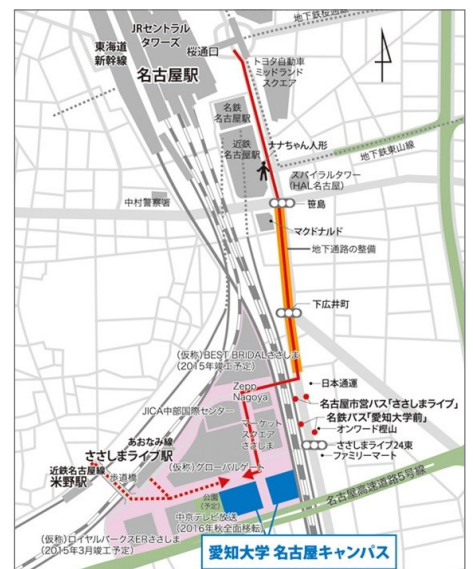 地下鉄桜通線
JRセントラル
タワーズ
桜通口
東海道
新幹線
名古屋駅
トヨタ自動車
ミッドランド
スクエア
名鉄
名古屋駅
近鉄
名古屋駅
ナナちゃん人形
地下鉄東山線
スパイラルタワー
(HAL名古屋)
中村警察署
笹島
マクドナルド
地下通路の整備
下広井町
(仮称)BEST BRIDALささしま
(2015年竣工予定)
Zepp
Nagoya
日本通運
名古屋市営バス「ささしまライブ」
名鉄バス「愛知大学前」
オンワード樫山
JICA中部国際センター
マーケット
スクエア
ささしま
ささしまライブ24東
ファミリーマート
あおなみ線
ささしまライブ駅
近鉄名古屋線
米野駅
歩道橋
(仮称)グローバルゲート
名古屋高速道路5号線
公園
(予定)
中京テレビ放送
(2016年秋全面移転)
(仮称)ロイヤルパークスERささしま
(2015年3月竣工予定)
愛知大学 名古屋キャンパス